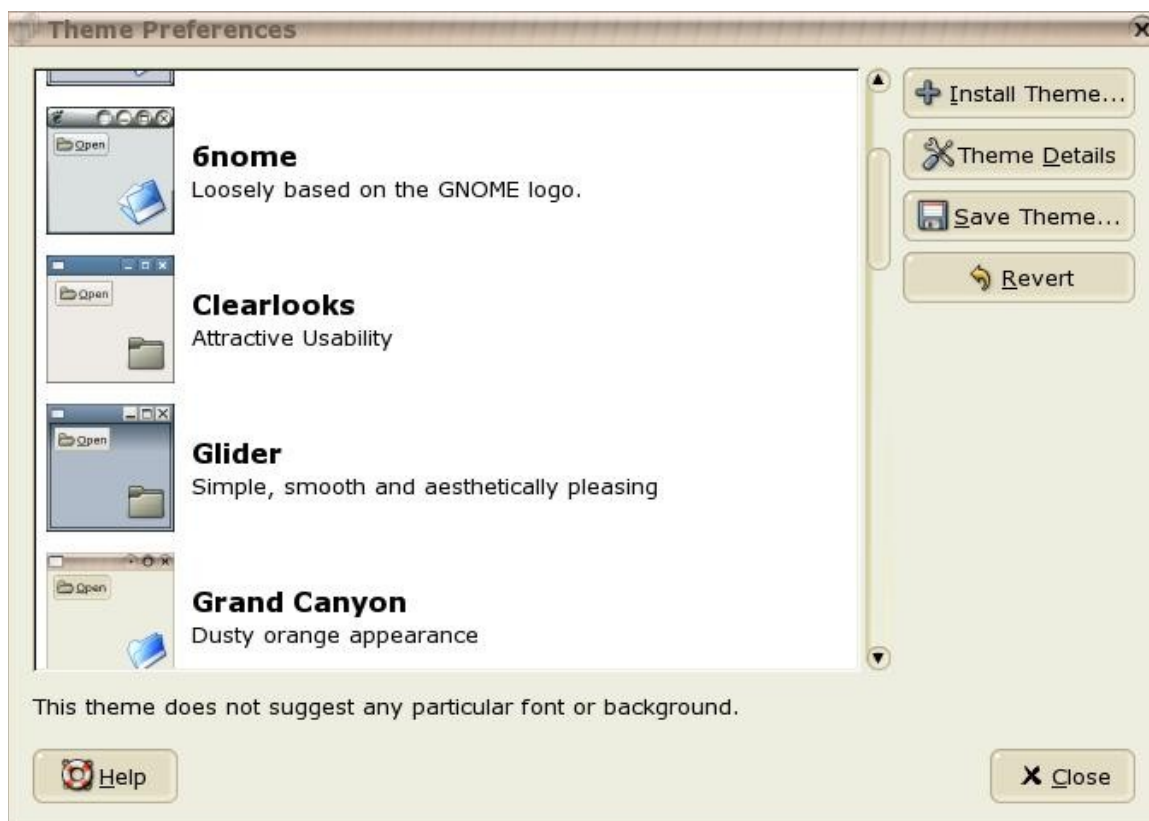 Theme Preferences
Open
6nome
Loosely based on the GNOME logo.
Open
Clearlooks
Attractive Usability
Open
Glider
Simple, smooth and aesthetically pleasing
Open
Grand Canyon
Dusty orange appearance
Install Theme...
Theme Details
Save Theme...
Revert
This theme does not suggest any particular font or background.
Help
Close